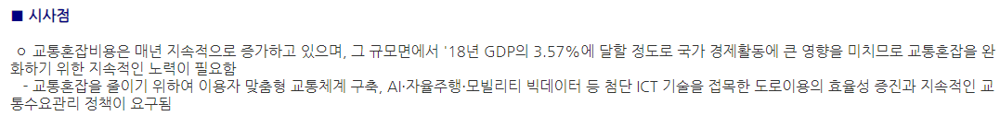 ■ 시사점
ㅇ 교통혼잡비용은 매년 지속적으로 증가하고 있으며, 그 규모면에서 '18년 GDP의 3.57%에 달할 정도로 국가 경제활동에 큰 영향을 미치므로 교통혼잡을 완
화하기 위한 지속적인 노력이 필요함
- 교통혼잡을 줄이기 위하여 이용자 맞춤형 교통체계 구축, AI·자율주행·모빌리티 빅데이터 등 첨단 ICT 기술을 접목한 도로이용의 효율성 증진과 지속적인 교
통수요관리 정책이 요구됨